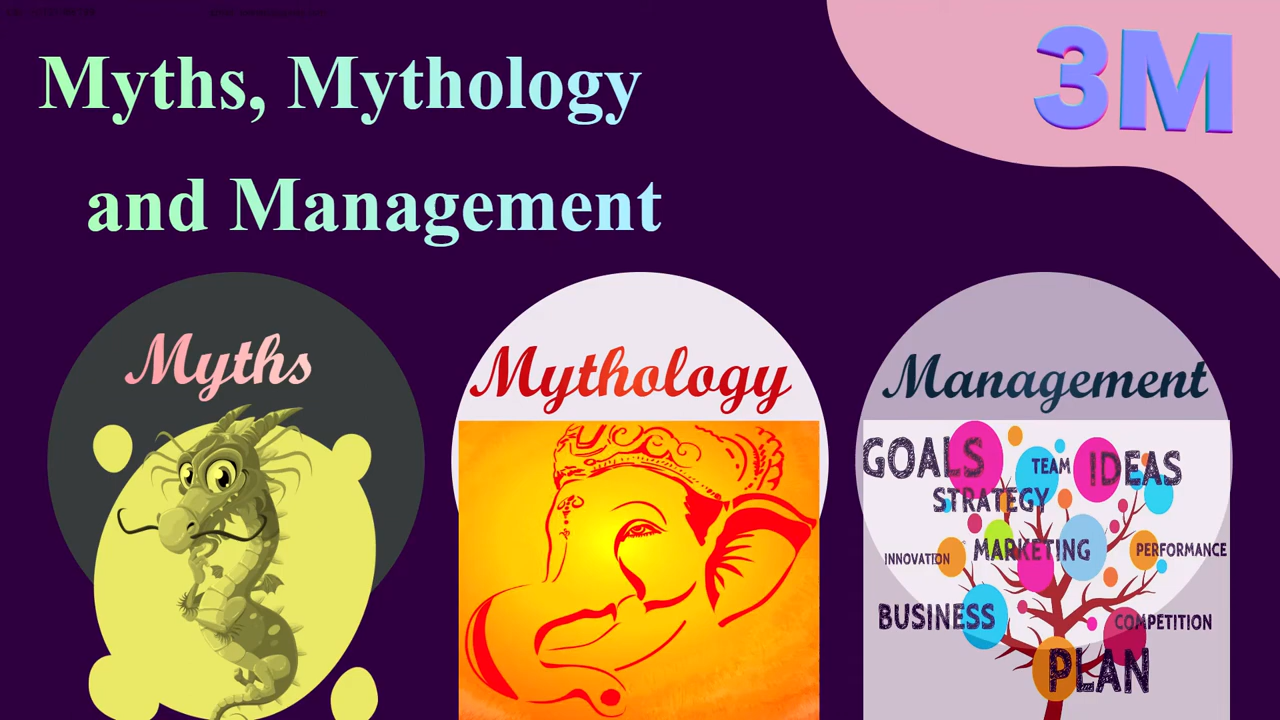 Myths, Mythology
and Management
3M
Myths
Mythology
Management
GOALS
TEAM
IDEAS
STRATEGY
INNOVATION
MARKETING
PERFORMANCE
BUSINESS
COMPETITION
PLAN